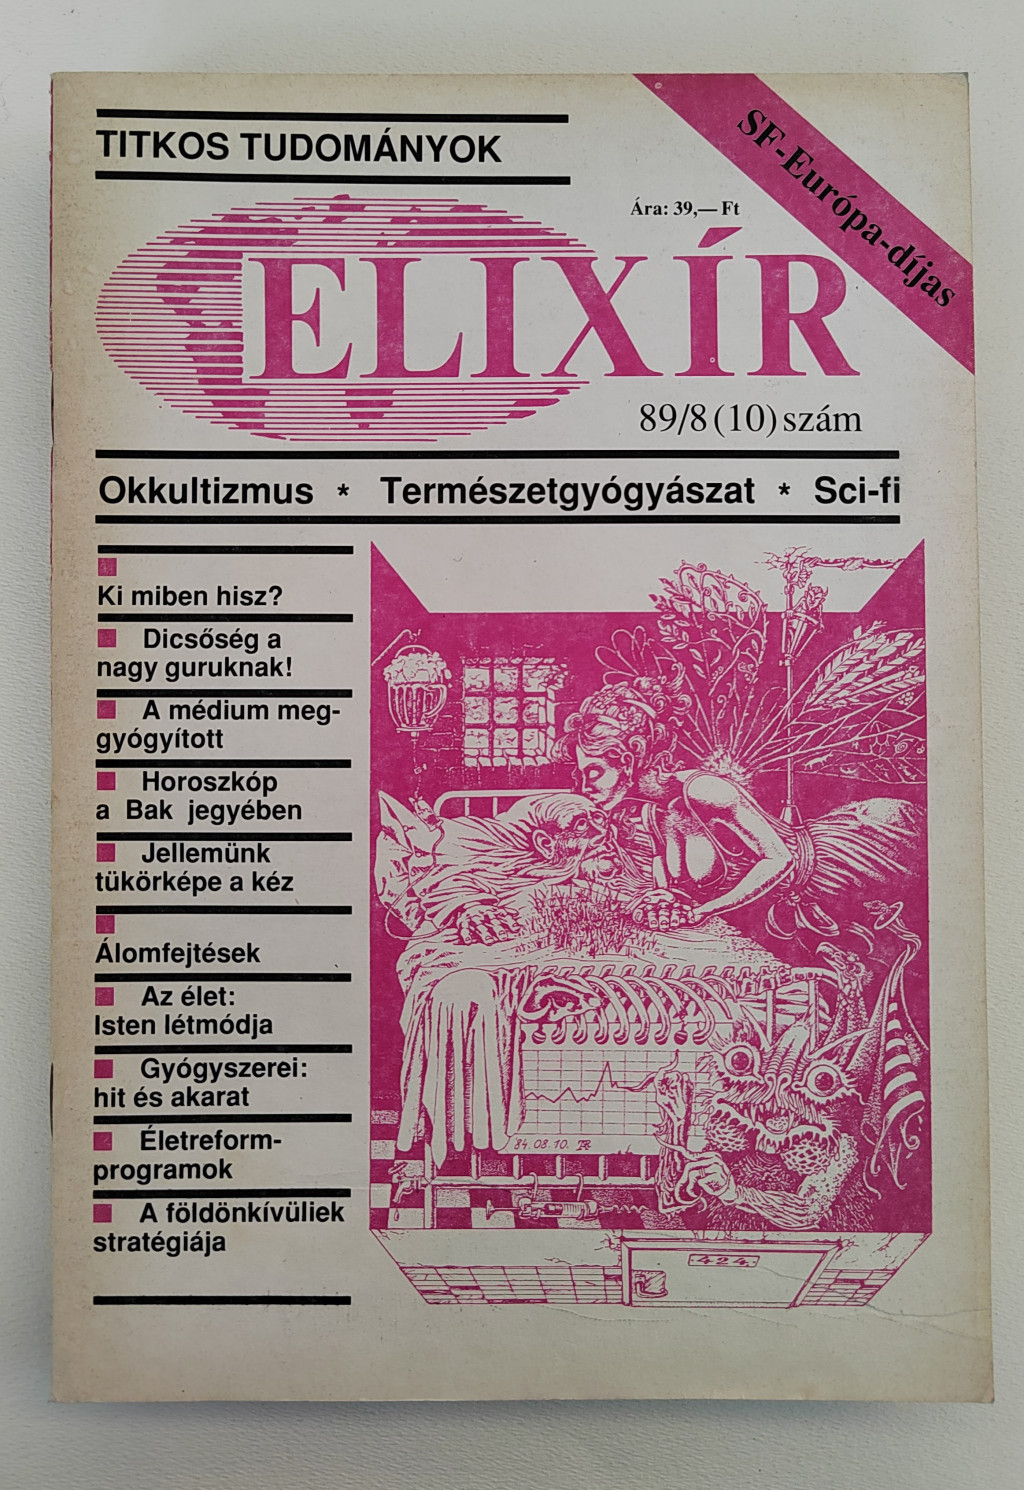 TITKOS TUDOMÁNYOK
SF-Európa-díjas
Ára: 39,— Ft
ELIXÍR
89/8 (10) szám
Okkultizmus * Természetgyógyászat * Sci-fi
Ki miben hisz?
Dicsőség a
nagy guruknak!
A médium meg-
gyógyított
Horoszkóp
a Bak jegyében
Jellemünk
tükörképe a kéz
Álomfejtések
Az élet:
Isten létmódja
Gyógyszerei:
hit és akarat
Életreform-
programok
A földönkívüliek
stratégiája
'84.08.10.
424.